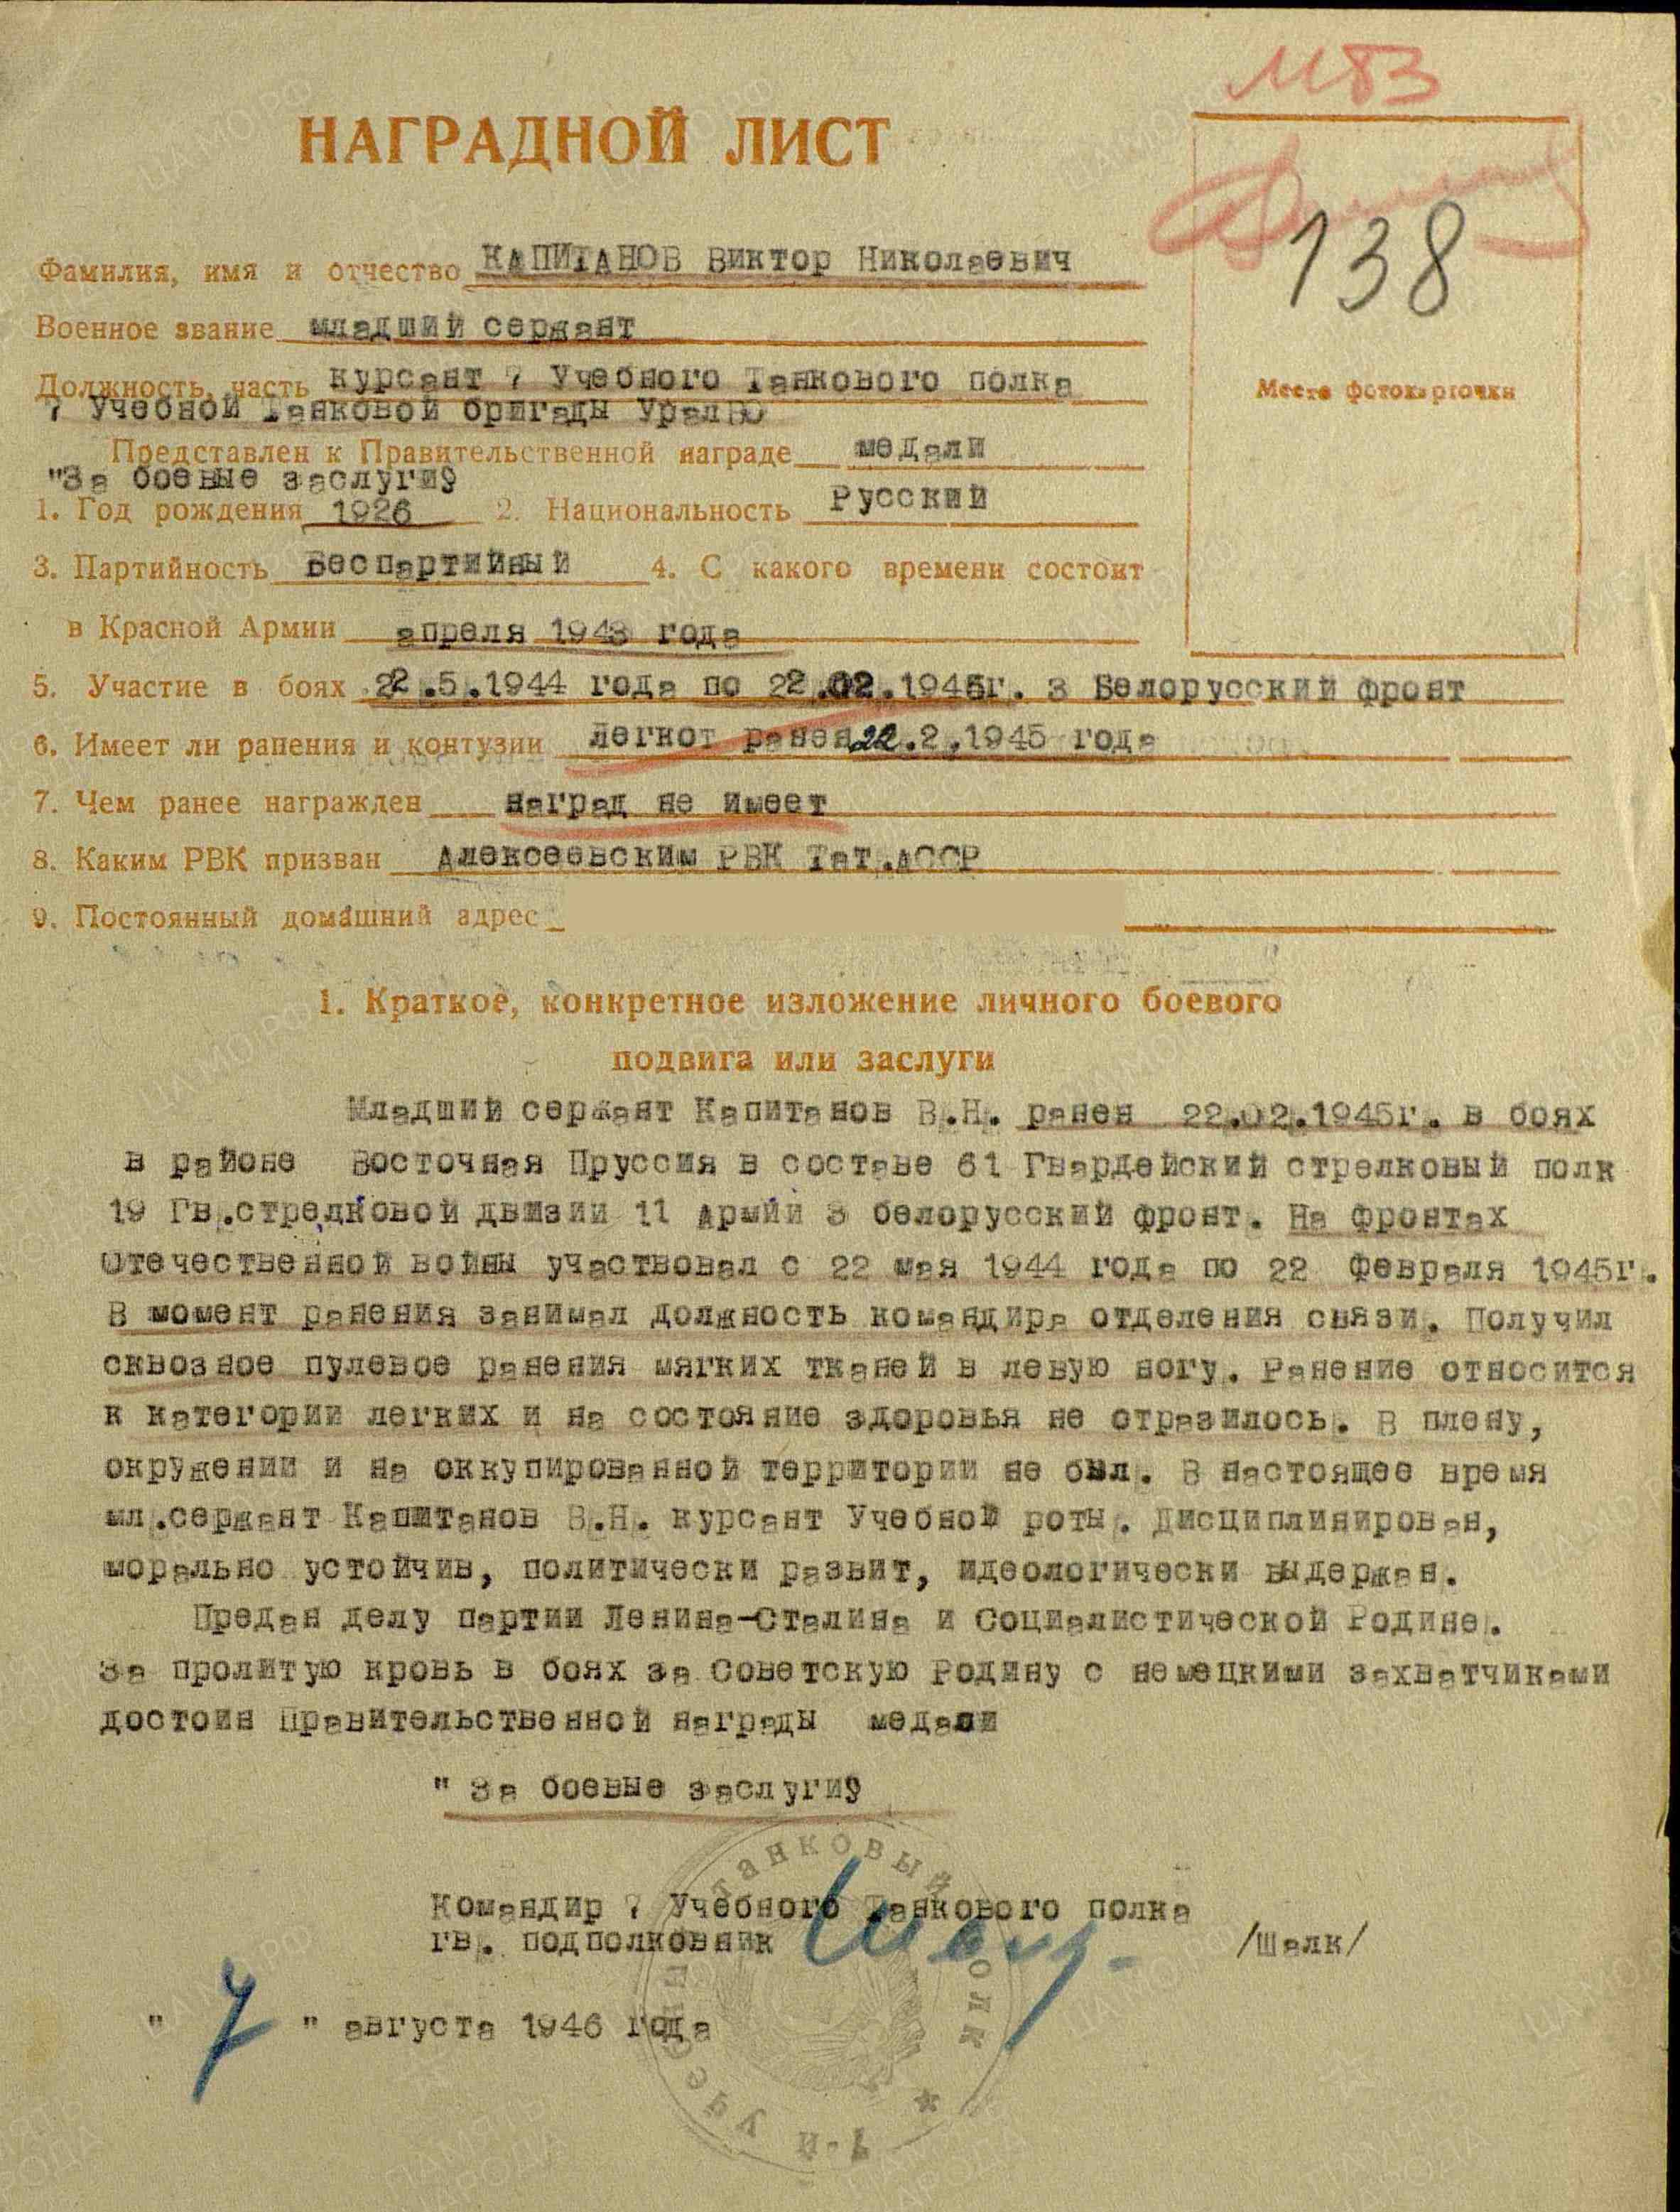 МБЗ
НАГРАДНОЙ ЛИСТ
138
Фамилия, имя и отчество КАПИТАНОВ Виктор Николаевич
Военное звание младший сержант
Должность, часть курсант 7 Учебного Танкового полка
7 Учебной Танковой бригады УралВО
Место фотокарточки
Представлен к Правительственной награде медали
"За боевые заслуги"
1. Год рождения 1926 2. Национальность Русский
3. Партийность Беспартийный 4. С какого времени состоит
в Красной Армии апреля 1943 года
5. Участие в боях 22.5.1944 года по 22.02.1945г. 3 Белорусский фронт
6. Имеет ли ранения и контузии легкот ранен 22.2.1945 года
7. Чем ранее награжден наград не имеет
8. Каким РВК призван Алексеевским РВК Тат.АССР
9. Постоянный домашний адрес
1. Краткое, конкретное изложение личного боевого
подвига или заслуги
Младший сержант Капитанов В.Н. ранен 22.02.1945г. в боях
в районе Восточная Пруссия в составе 61 Гвардейский стрелковый полк
19 Гв.стрелковой двизии 11 Армии 3 белорусский фронт. На фронтах
Отечественной войны участвовал с 22 мая 1944 года по 22 Февраля 1945г.
В момент ранения занимал должность командира отделения связи. Получил
сквозное пулевое ранения мягких тканей в левую ногу. Ранение относится
к категории легких и на состояние здоровья не отразилось. В плену,
окружении и на оккупированной территории не был. В настоящее время
мл.сержант Капитанов В.Н. курсант Учебной роты. Дисциплинирован,
морально устойчив, политически развит, идеологически выдержан.
Предан делу партии Ленина-Сталина и Социалистической Родине.
За пролитую кровь в боях за Советскую Родину с немецкими захватчиками
достоин Правительственной награды медали
" За боевые заслуги"
Командир 7 Учебного Танкового полка
гв. подполковник /Шалк/
" 7 " августа 1946 года
7-й учебный танковый полк